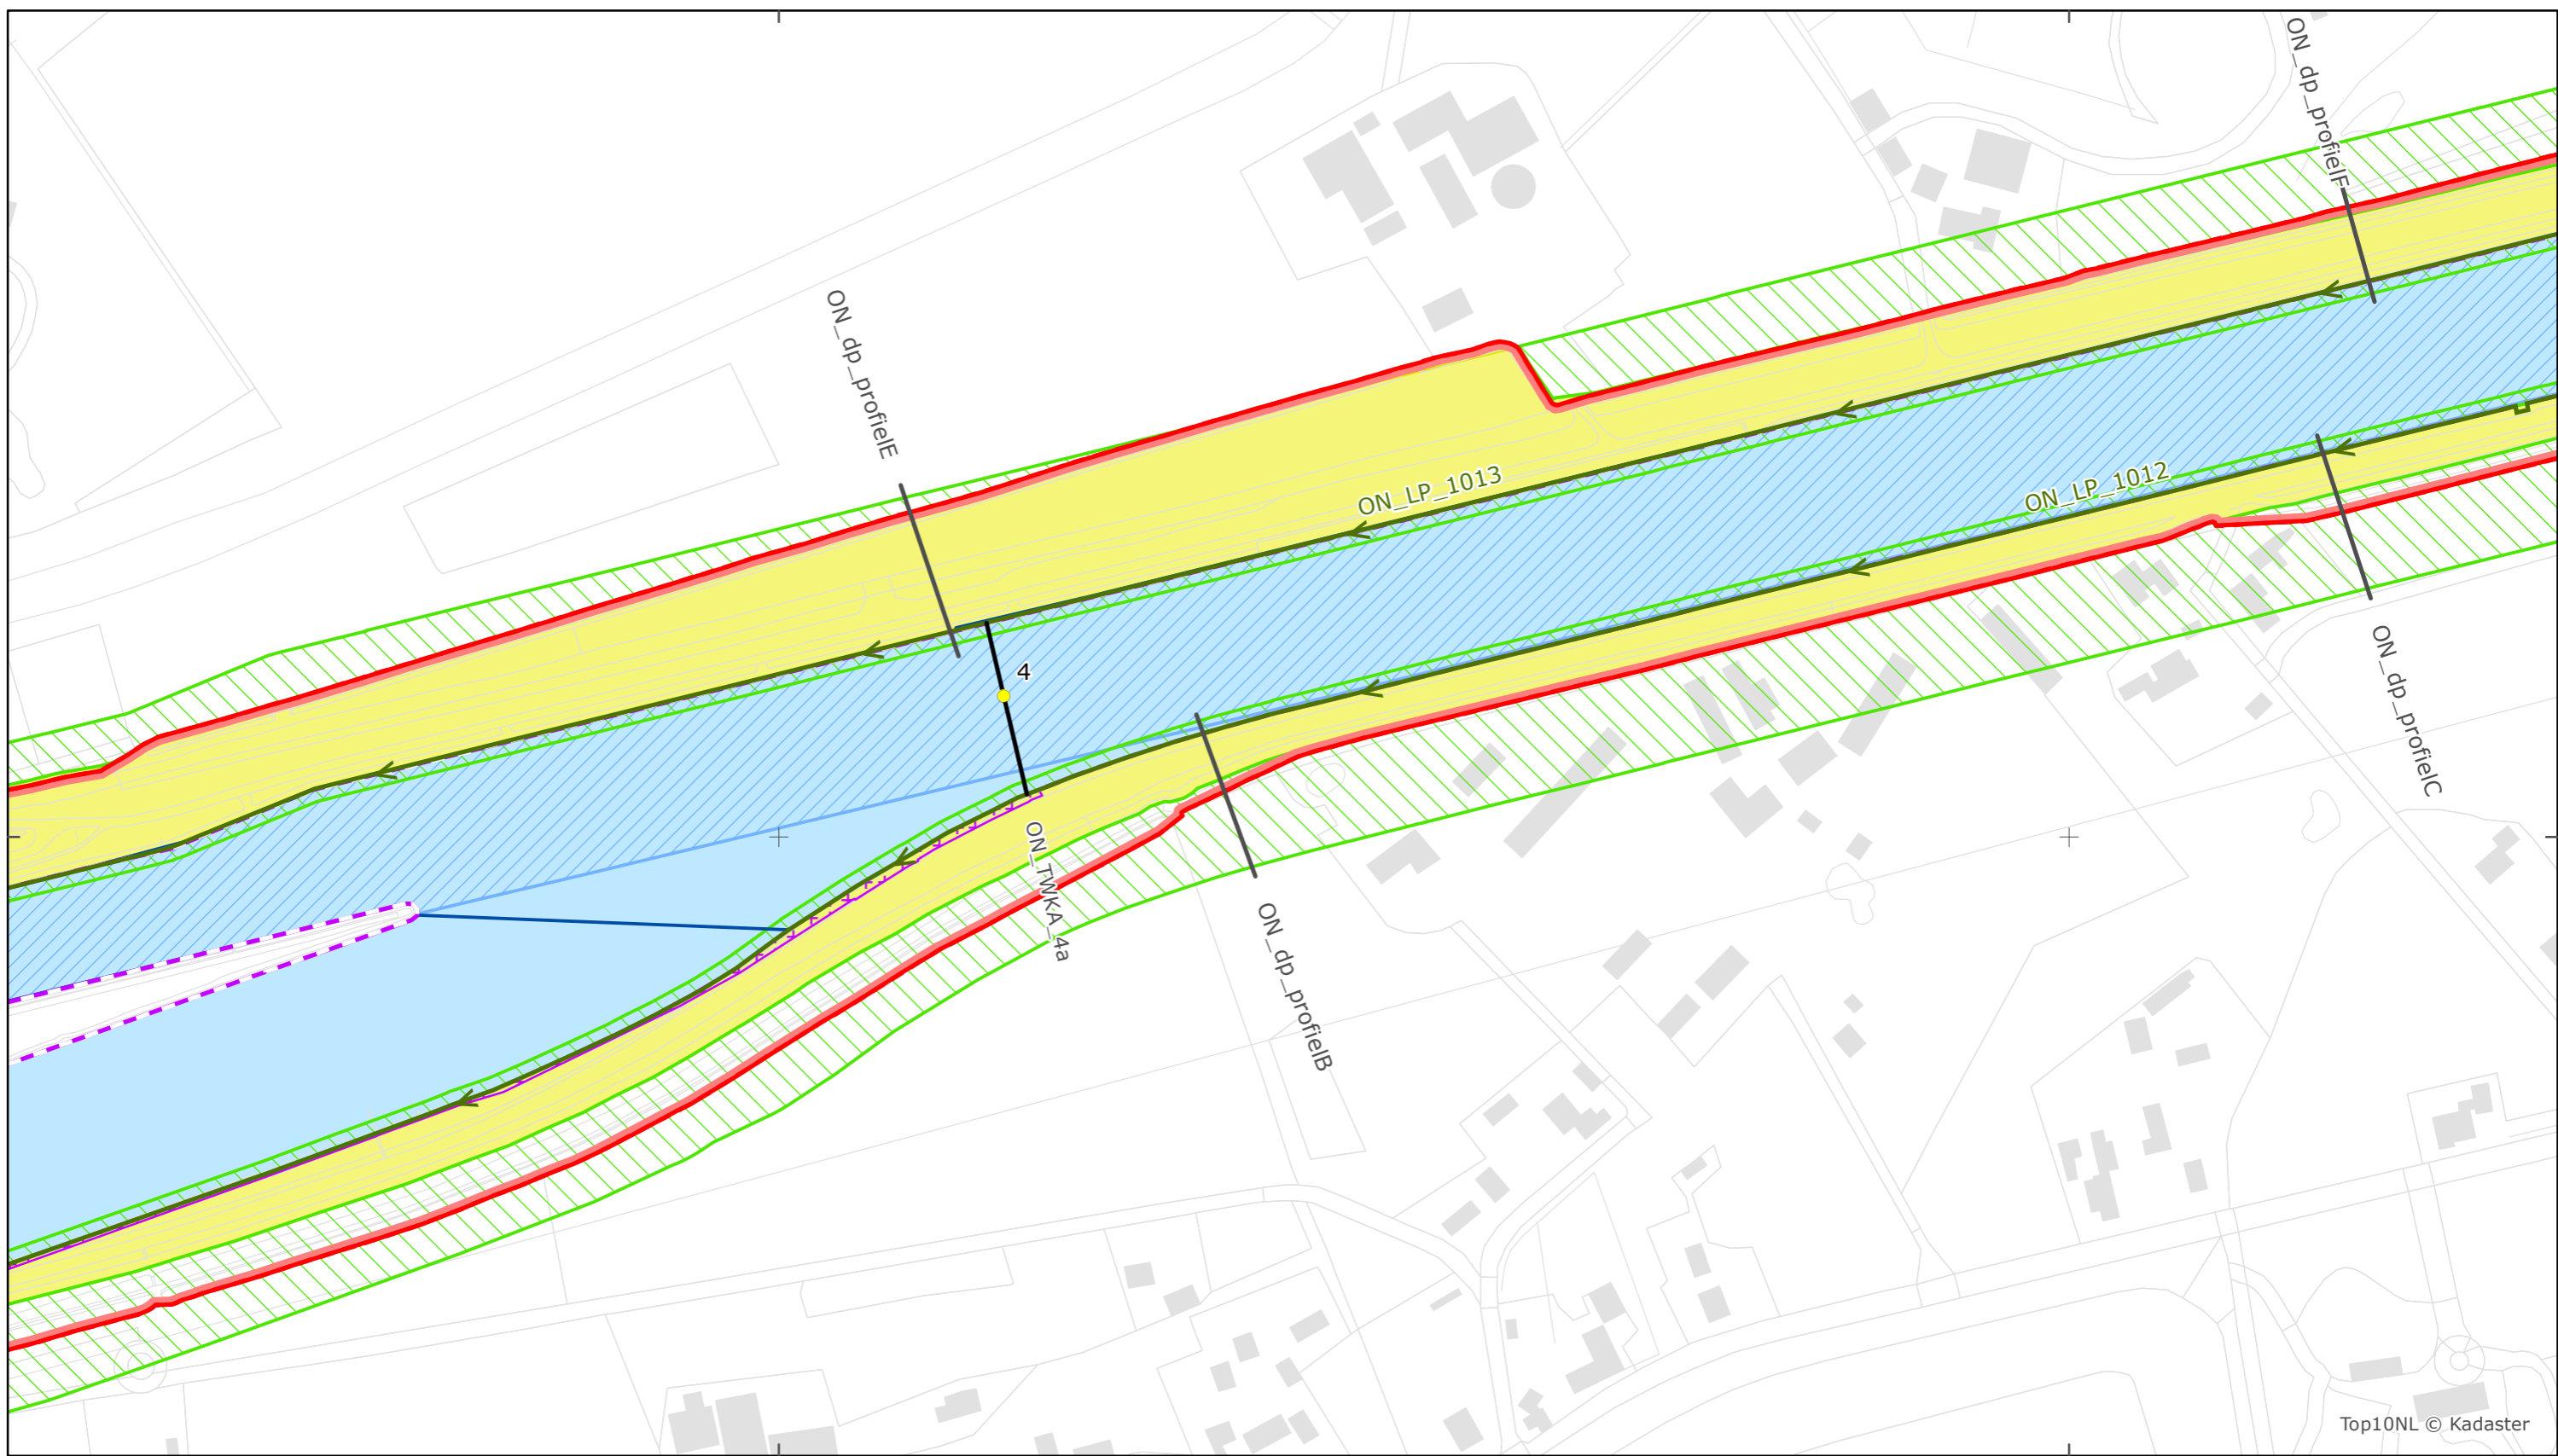 ON_dp_profielF
ON_dp_profielE
ON_LP_1013
ON_LP_1012
4
ON_dp_profielC
ON_TWKA_4a
ON_dp_profielB
Top10NL © Kadaster